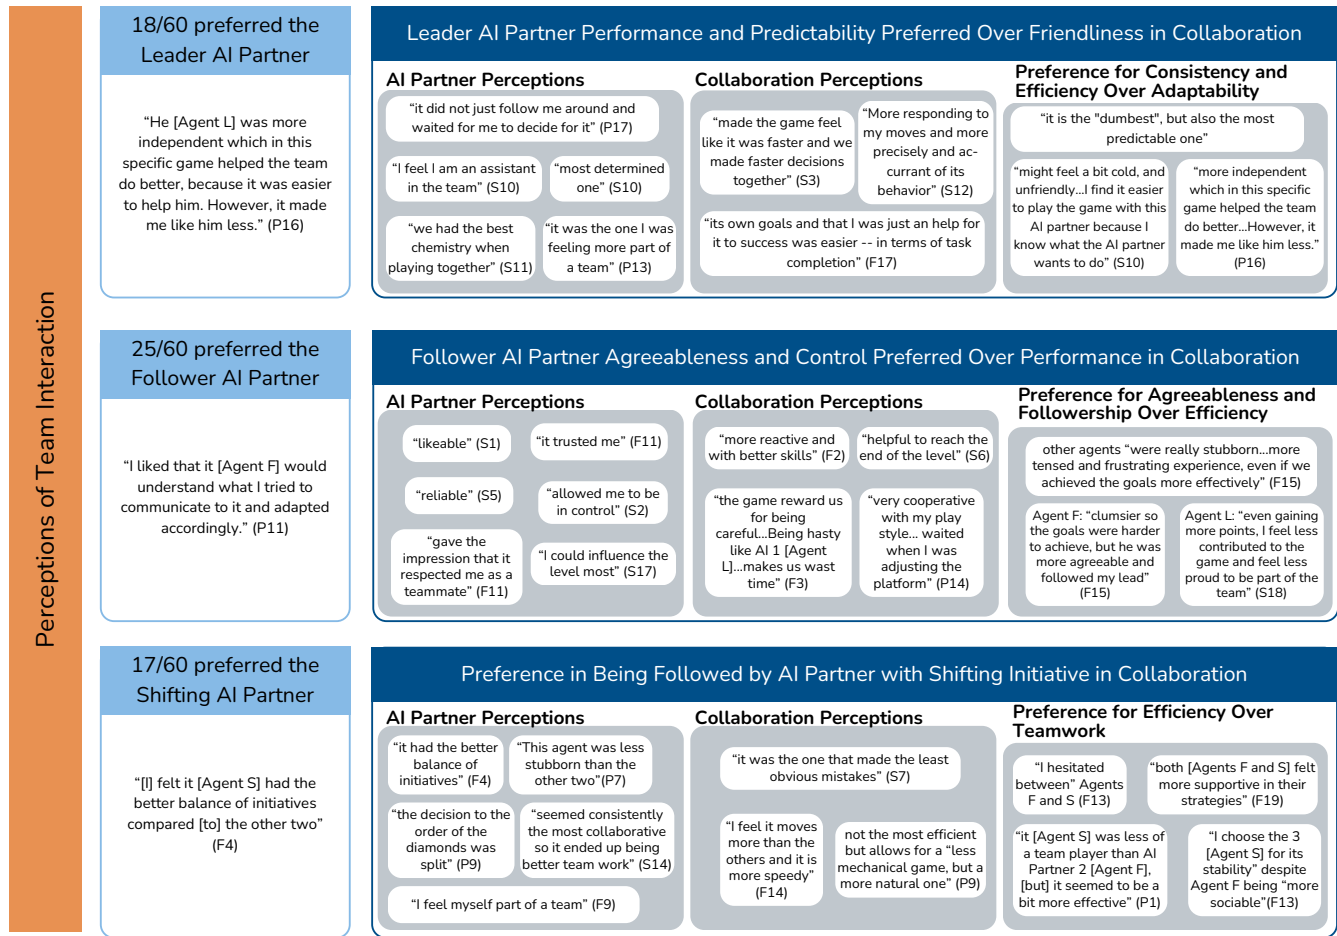 Perceptions of Team Interaction
18/60 preferred the
Leader AI Partner
“He [Agent L] was more
independent which in this
specific game helped the team
do better, because it was easier
to help him. However, it made
me like him less.” (P16)
Leader AI Partner Performance and Predictability Preferred Over Friendliness in Collaboration
AI Partner Perceptions
“it did not just follow me around and
waited for me to decide for it” (P17)
“I feel I am an assistant
in the team” (S10)
“most determined
one” (S10)
“we had the best
chemistry when
playing together” (S11)
“it was the one I was
feeling more part of
a team” (P13)
Collaboration Perceptions
“made the game feel
like it was faster and we
made faster decisions
together” (S3)
“More responding to
my moves and more
precisely and ac-
currant of its
behavior” (S12)
“its own goals and that I was just an help for
it to success was easier -- in terms of task
completion” (F17)
Preference for Consistency and
Efficiency Over Adaptability
“it is the "dumbest", but also the most
predictable one”
“might feel a bit cold, and
unfriendly...I find it easier
to play the game with this
AI partner because I
know what the AI partner
wants to do” (S10)
“more independent
which in this specific
game helped the team
do better...However, it
made me like him less.”
(P16)
25/60 preferred the
Follower AI Partner
“I liked that it [Agent F] would
understand what I tried to
communicate to it and adapted
accordingly.” (P11)
Follower AI Partner Agreeableness and Control Preferred Over Performance in Collaboration
AI Partner Perceptions
“likeable” (S1)
“it trusted me” (F11)
“reliable” (S5)
“allowed me to be
in control” (S2)
“gave the
impression that it
respected me as a
teammate” (F11)
“I could influence the
level most” (S17)
Collaboration Perceptions
“more reactive and
with better skills” (F2)
“helpful to reach the
end of the level” (S6)
“the game reward us
for being
careful...Being hasty
like AI 1 [Agent
L]...makes us wast
time” (F3)
“very cooperative
with my play
style... waited
when I was
adjusting the
platform” (P14)
Preference for Agreeableness and
Followership Over Efficiency
other agents “were really stubborn...more
tensed and frustrating experience, even if we
achieved the goals more effectively” (F15)
Agent F: “clumsier so
the goals were harder
to achieve, but he was
more agreeable and
followed my lead”
(F15)
Agent L: “even gaining
more points, I feel less
contributed to the
game and feel less
proud to be part of the
team” (S18)
17/60 preferred the
Shifting AI Partner
“[I] felt it [Agent S] had the
better balance of initiatives
compared [to] the other two”
(F4)
Preference in Being Followed by AI Partner with Shifting Initiative in Collaboration
AI Partner Perceptions
“it had the better
balance of
initiatives” (F4)
“This agent was less
stubborn than the
other two”(P7)
“the decision to the
order of the
diamonds was
split” (P9)
“seemed consistently
the most collaborative
so it ended up being
better team work” (S14)
“I feel myself part of a team” (F9)
Collaboration Perceptions
“it was the one that made the least
obvious mistakes” (S7)
“I feel it moves
more than the
others and it is
more speedy”
(F14)
not the most efficient
but allows for a “less
mechanical game, but a
more natural one” (P9)
Preference for Efficiency Over
Teamwork
“I hesitated
between” Agents
F and S (F13)
“both [Agents F and S] felt
more supportive in their
strategies” (F19)
“it [Agent S] was less of
a team player than AI
Partner 2 [Agent F],
[but] it seemed to be a
bit more effective” (P1)
“I choose the 3
[Agent S] for its
stability” despite
Agent F being “more
sociable”(F13)